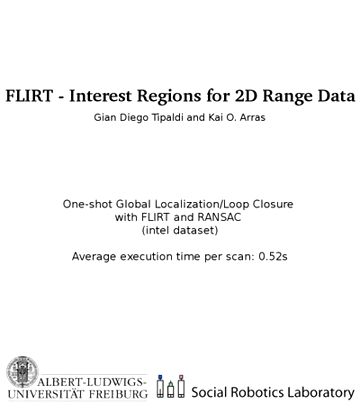 FLIRT - Interest Regions for 2D Range Data
Gian Diego Tipaldi and Kai O. Arras
One-shot Global Localization/Loop Closure
with FLIRT and RANSAC
(intel dataset)
Average execution time per scan: 0.52s
ALBERT-LUDWIGS-
UNIVERSITÄT FREIBURG
Social Robotics Laboratory